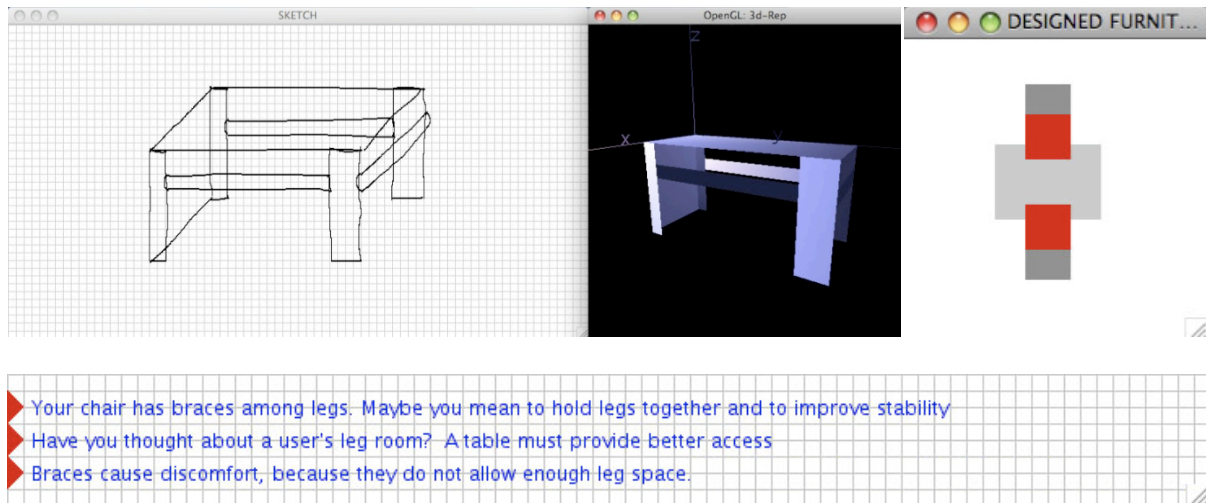 SKETCH
OpenGL: 3d-Rep
DESIGNED FURNIT...
Z
X
y
Your chair has braces among legs. Maybe you mean to hold legs together and to improve stability
Have you thought about a user's leg room? A table must provide better access
Braces cause discomfort, because they do not allow enough leg space.